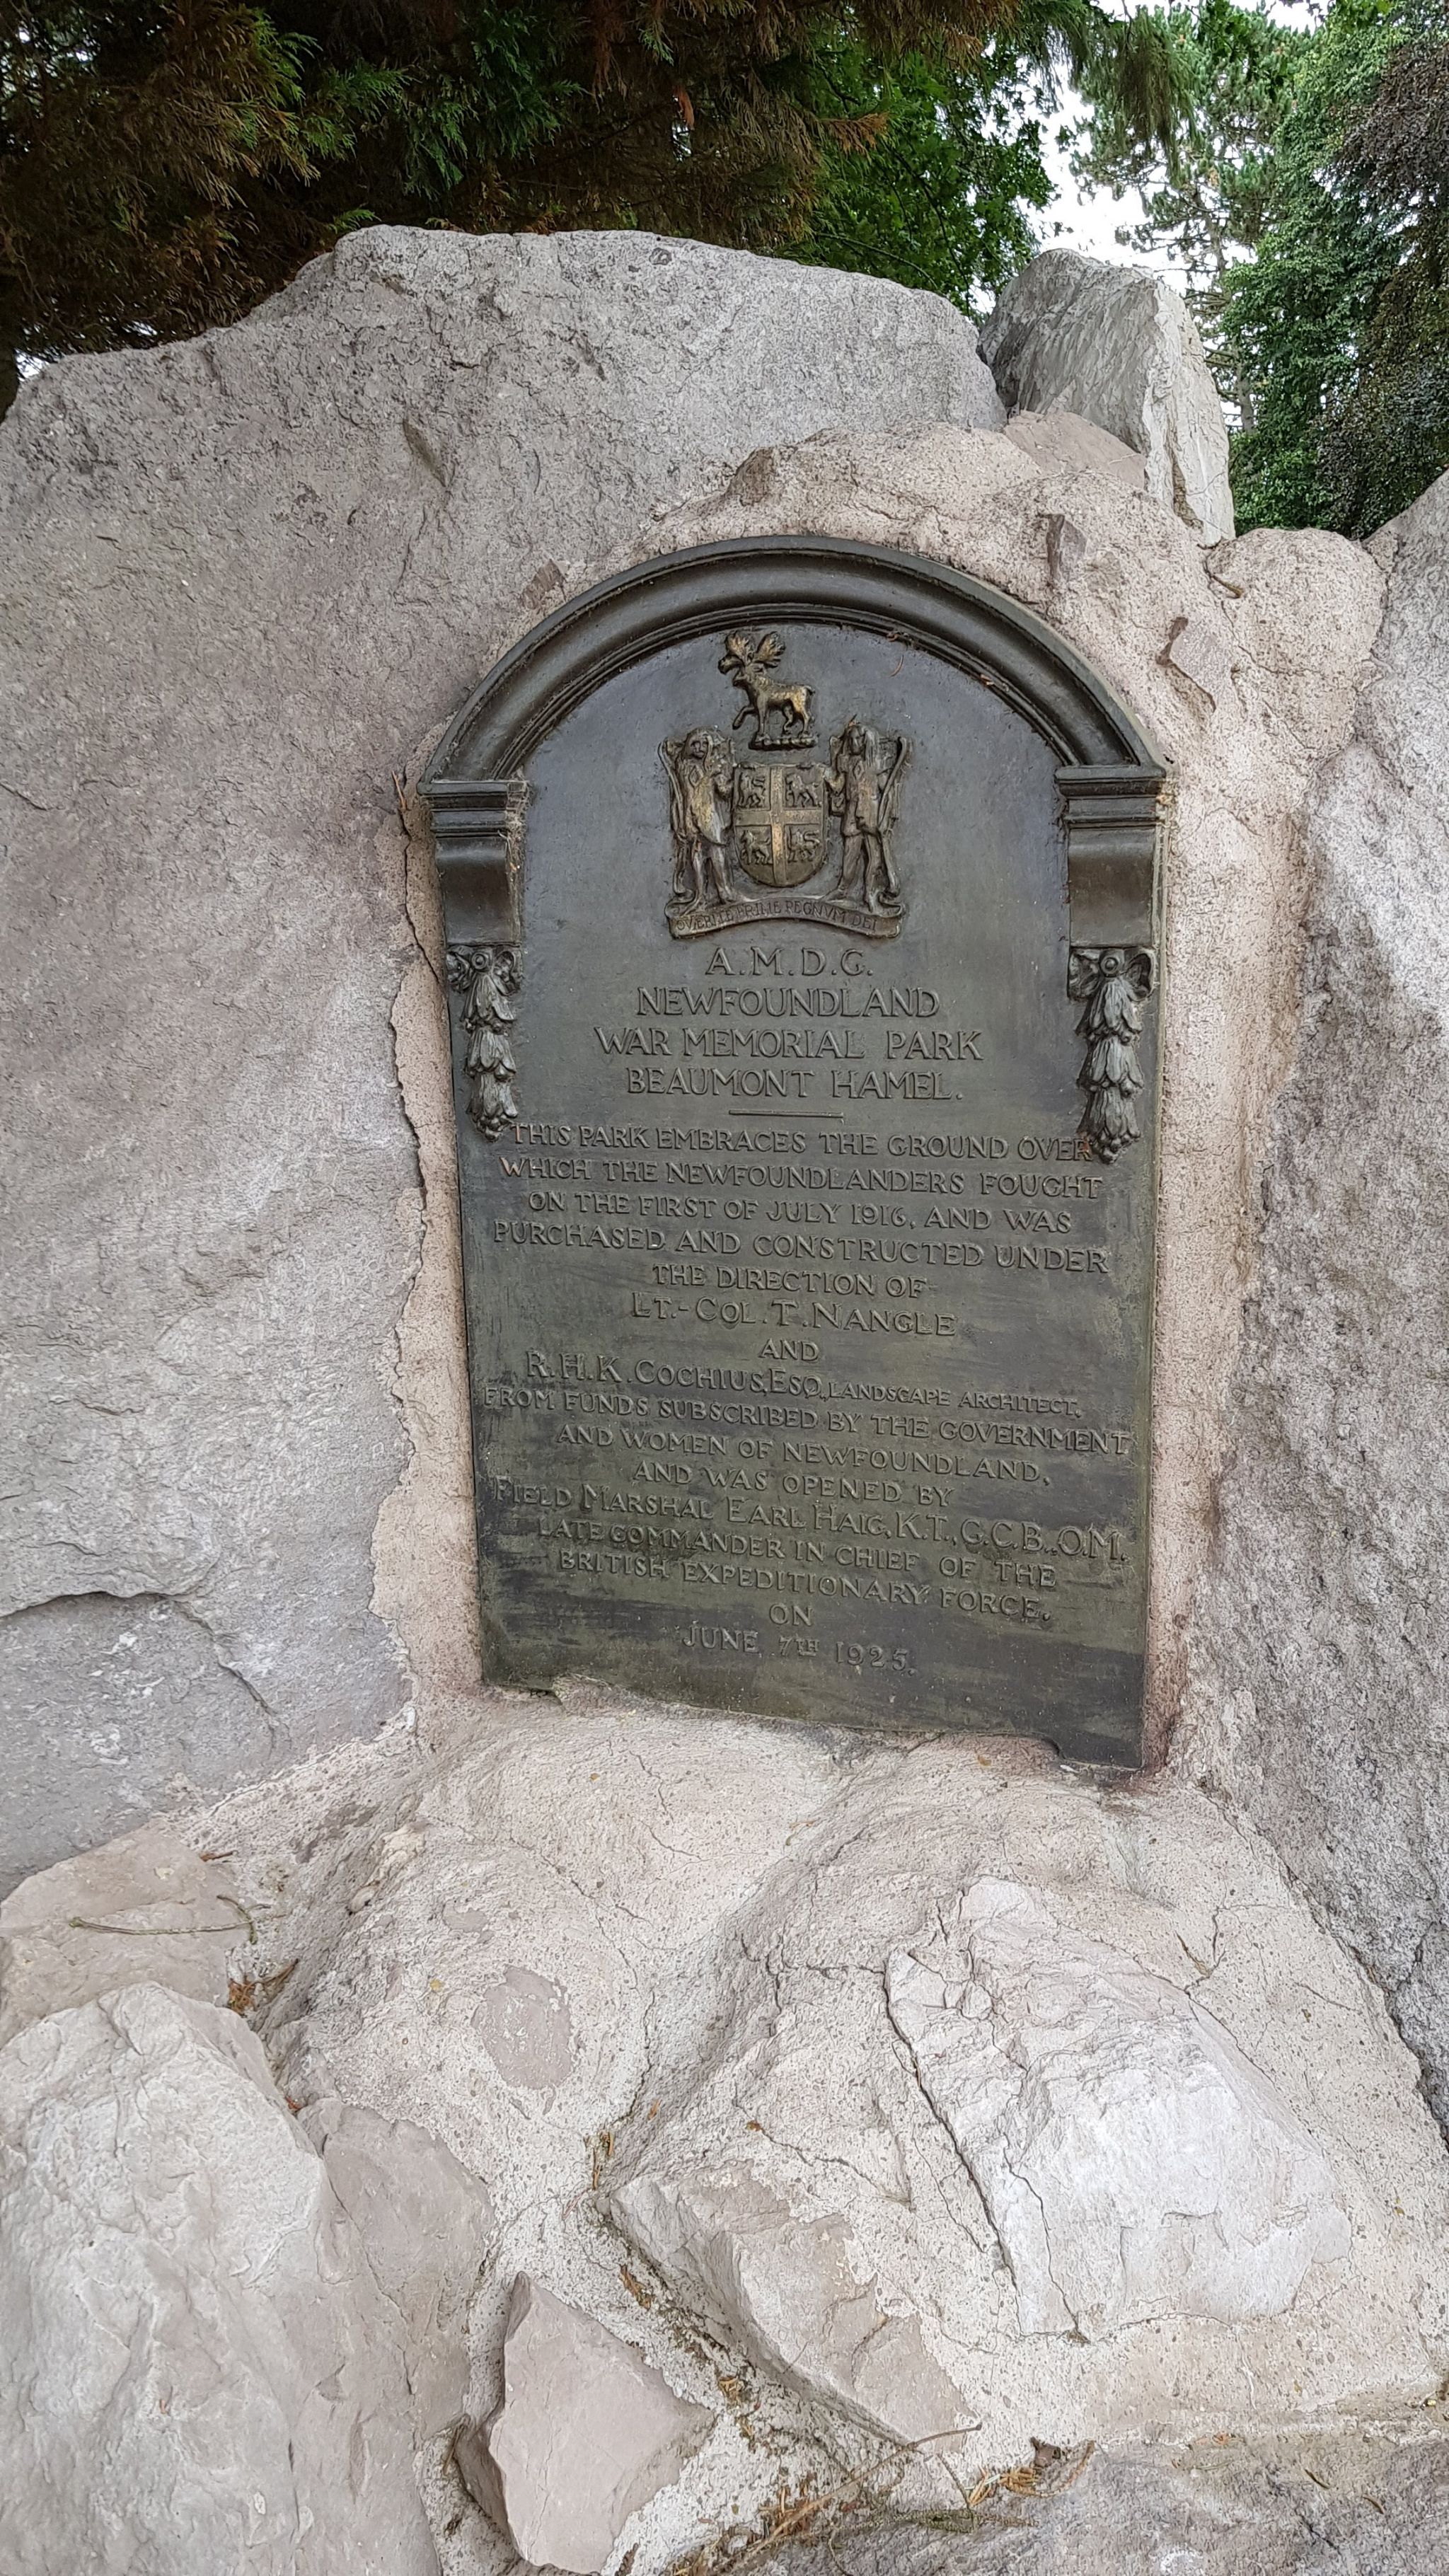 QVÆRITE PRIME REGNVM DEI
A.M.D.G.
NEWFOUNDLAND
WAR MEMORIAL PARK
BEAUMONT HAMEL.
THIS PARK EMBRACES THE GROUND OVER
WHICH THE NEWFOUNDLANDERS FOUGHT
ON THE FIRST OF JULY 1916, AND WAS
PURCHASED AND CONSTRUCTED UNDER
THE DIRECTION OF
LT.-COL. T. NANGLE
AND
R.H.K. COCHIUS, ESQ., LANDSCAPE ARCHITECT,
FROM FUNDS SUBSCRIBED BY THE GOVERNMENT
AND WOMEN OF NEWFOUNDLAND,
AND WAS OPENED BY
FIELD MARSHAL EARL HAIG, K.T., G.C.B., O.M.
LATE COMMANDER IN CHIEF OF THE
BRITISH EXPEDITIONARY FORCE,
ON
JUNE 7TH 1925.